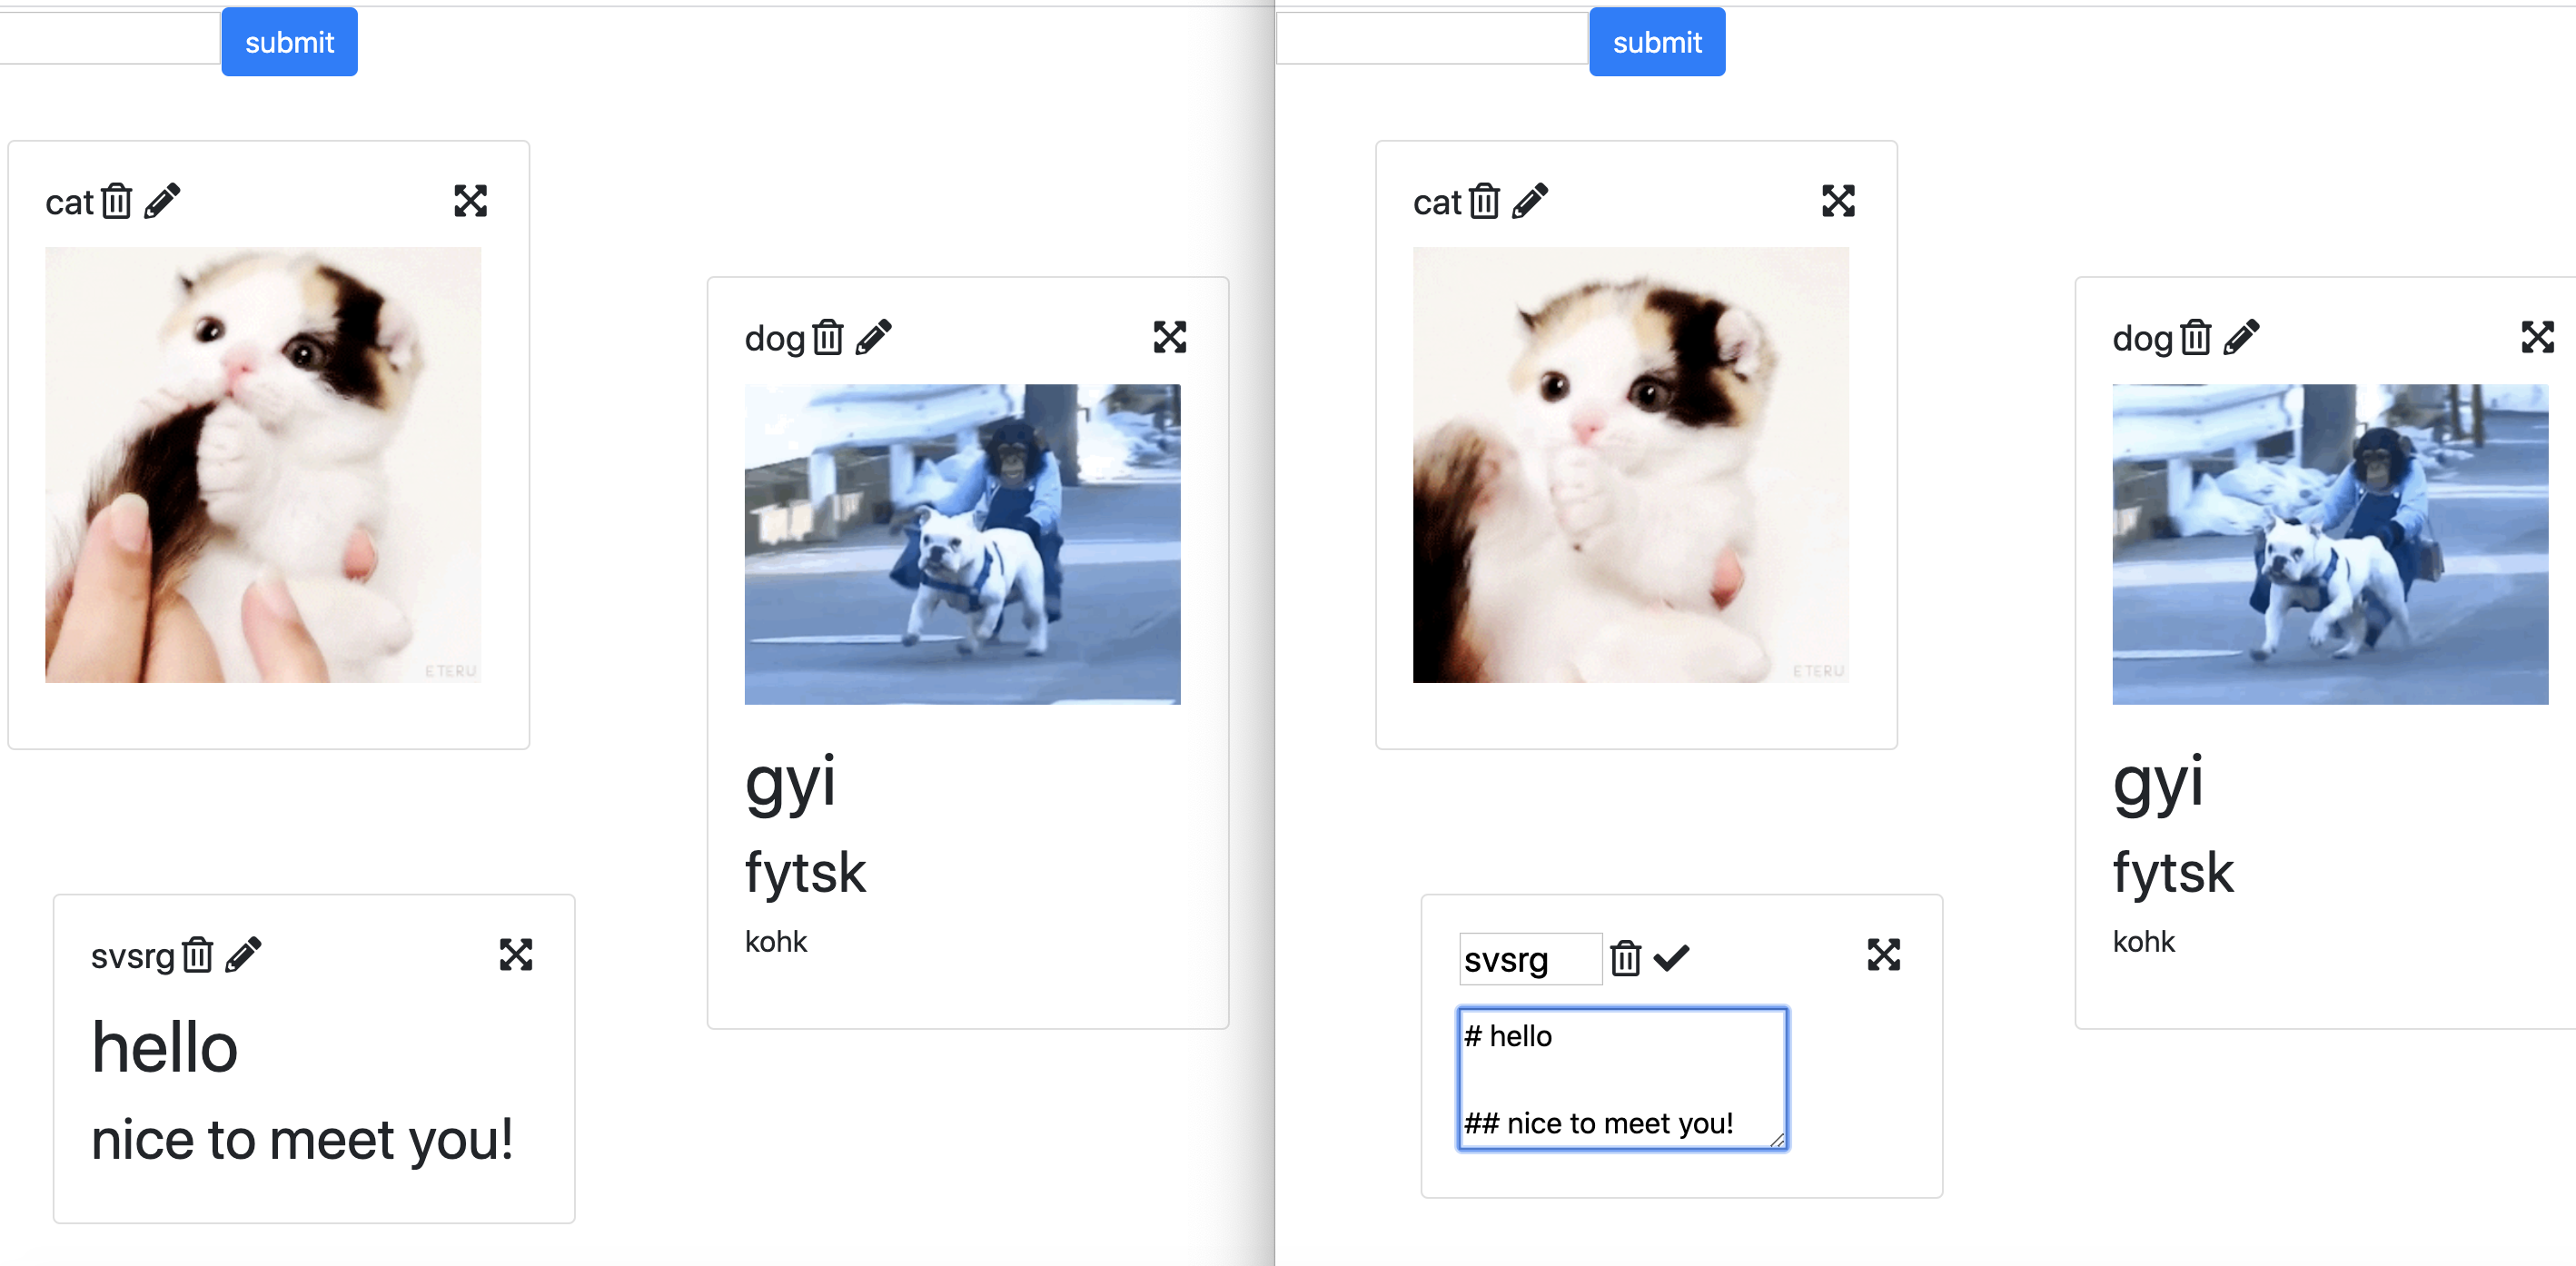 submit
cat
ETERU
dog
gyi
fytsk
kohk
svsrg
hello
nice to meet you!
submit
cat
ETERU
dog
gyi
fytsk
kohk
svsrg
# hello
## nice to meet you!